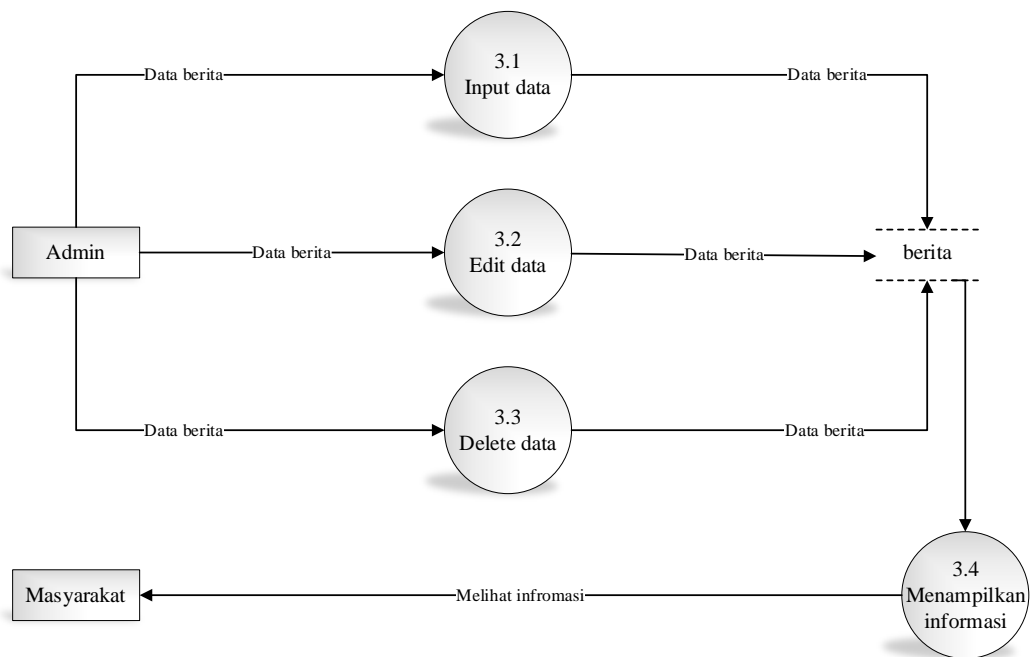 3.1
Input data
Data berita
Data berita
Admin
Data berita
3.2
Edit data
Data berita
berita
3.3
Delete data
Data berita
Data berita
3.4
Menampilkan
informasi
Masyarakat
Melihat infromasi